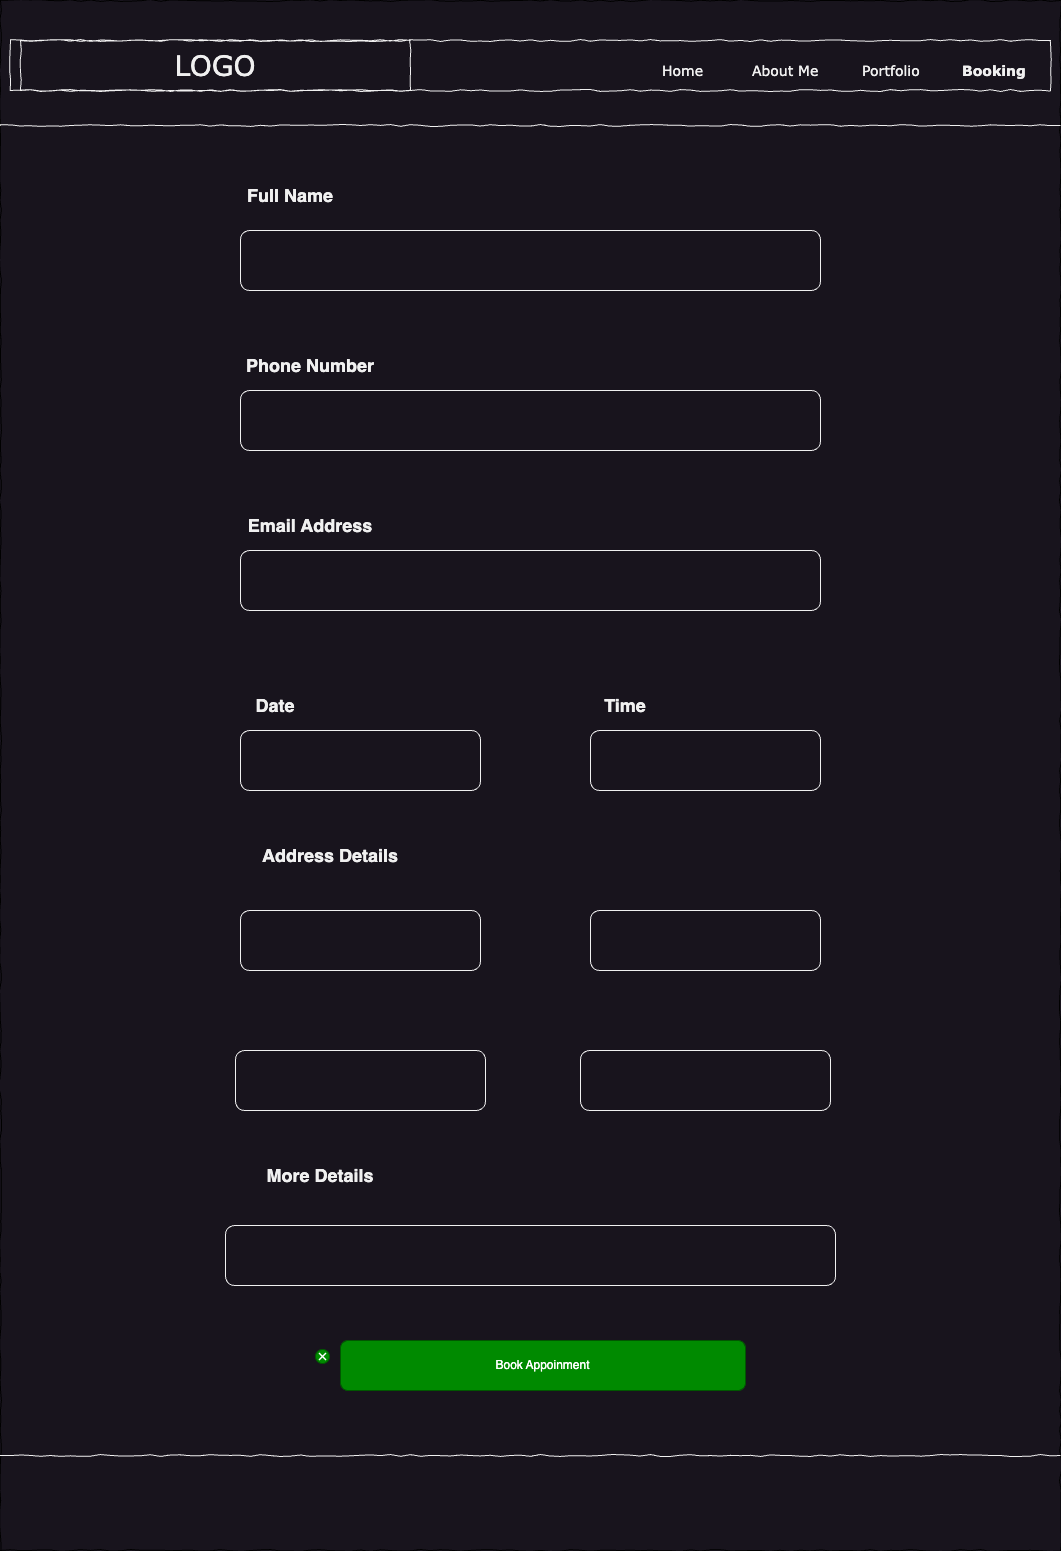 LOGO
Home About Me Portfolio Booking
Full Name
Phone Number
Email Address
Date Time
Address Details
More Details
Book Appoinment